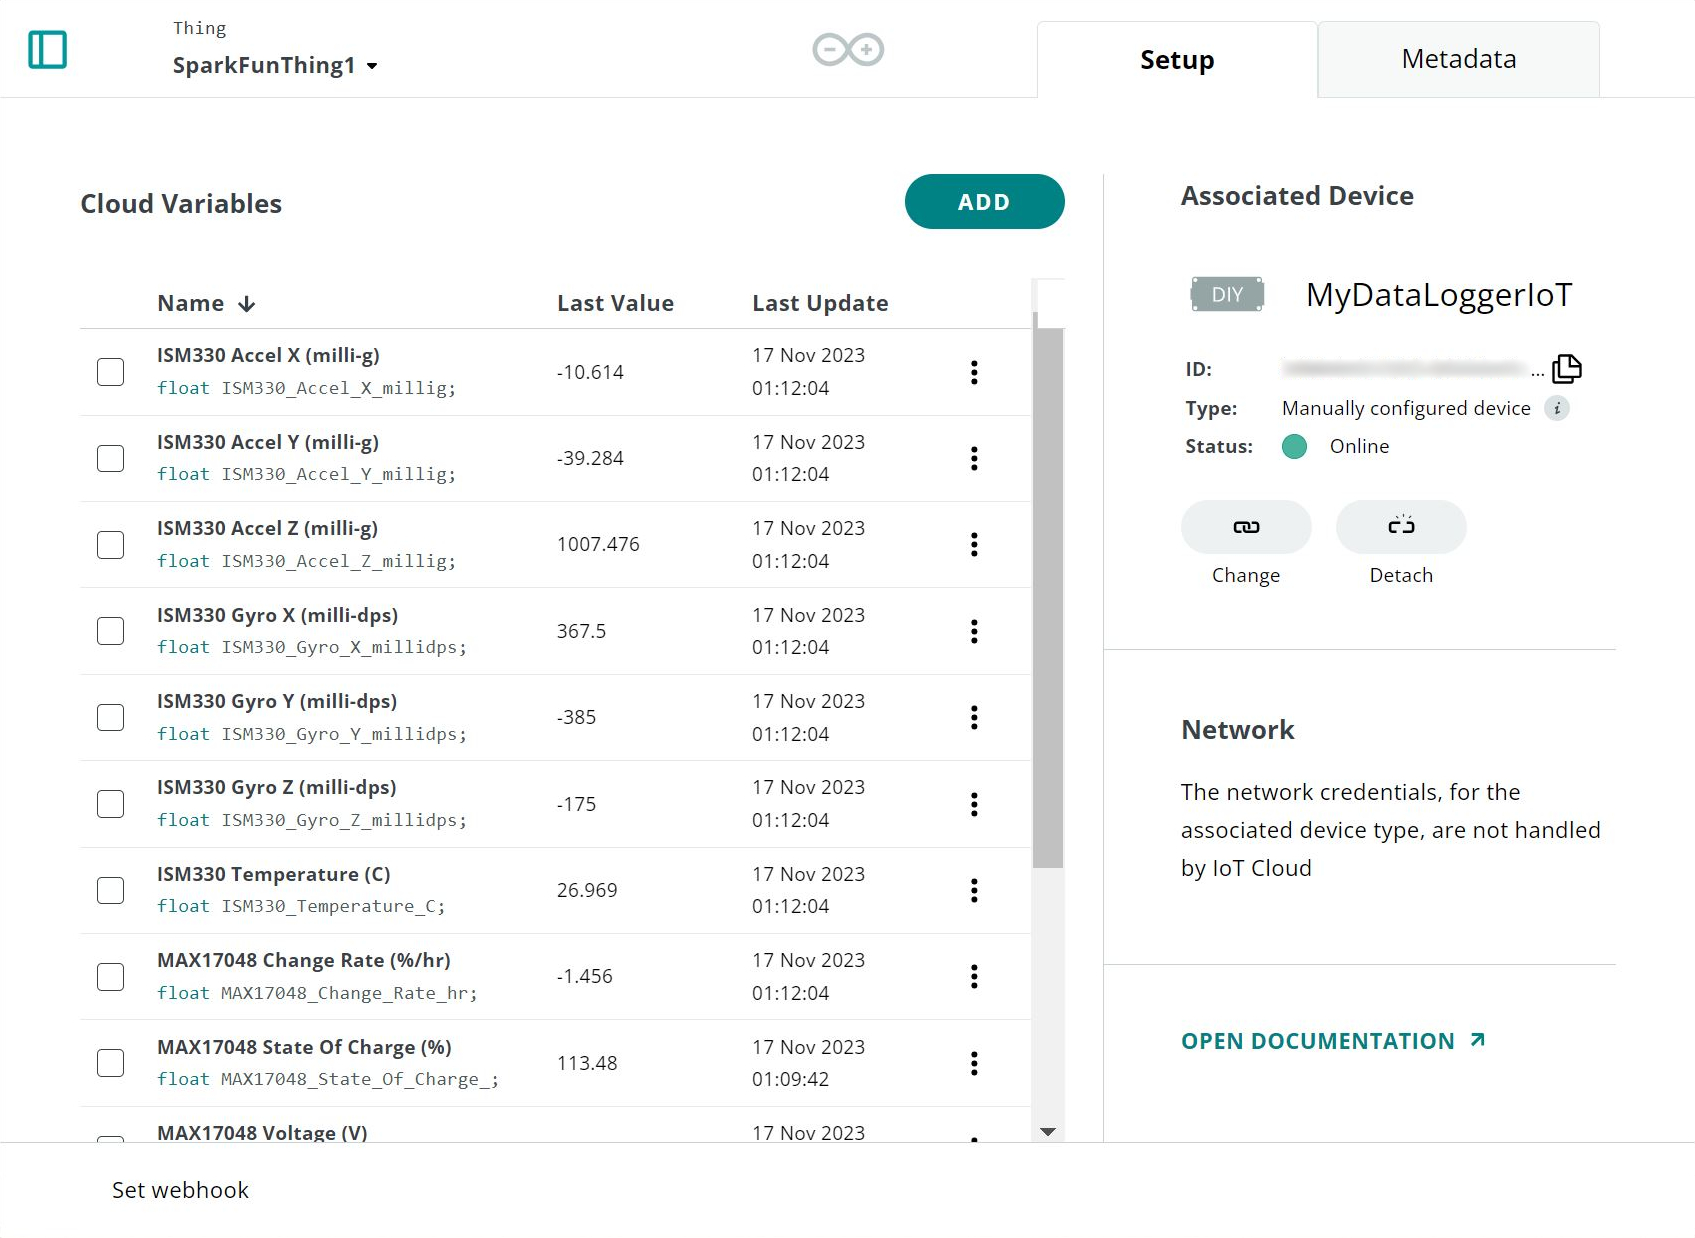 Thing
SparkFunThing1
Setup
Metadata
Cloud Variables
ADD
Name
Last Value
Last Update
ISM330 Accel X (milli-g)
float ISM330_Accel_X_millig;
-10.614
17 Nov 2023
01:12:04
ISM330 Accel Y (milli-g)
float ISM330_Accel_Y_millig;
-39.284
17 Nov 2023
01:12:04
ISM330 Accel Z (milli-g)
float ISM330_Accel_Z_millig;
1007.476
17 Nov 2023
01:12:04
ISM330 Gyro X (milli-dps)
float ISM330_Gyro_X_millidps;
367.5
17 Nov 2023
01:12:04
ISM330 Gyro Y (milli-dps)
float ISM330_Gyro_Y_millidps;
-385
17 Nov 2023
01:12:04
ISM330 Gyro Z (milli-dps)
float ISM330_Gyro_Z_millidps;
-175
17 Nov 2023
01:12:04
ISM330 Temperature (C)
float ISM330_Temperature_C;
26.969
17 Nov 2023
01:12:04
MAX17048 Change Rate (%/hr)
float MAX17048_Change_Rate_hr;
-1.456
17 Nov 2023
01:12:04
MAX17048 State Of Charge (%)
float MAX17048_State_Of_Charge_;
113.48
17 Nov 2023
01:09:42
MAX17048 Voltage (V)
17 Nov 2023
Set webhook
Associated Device
DIY
MyDataLoggerIoT
ID:
...
Type:
Manually configured device
i
Status:
Online
Change
Detach
Network
The network credentials, for the
associated device type, are not handled
by IoT Cloud
OPEN DOCUMENTATION